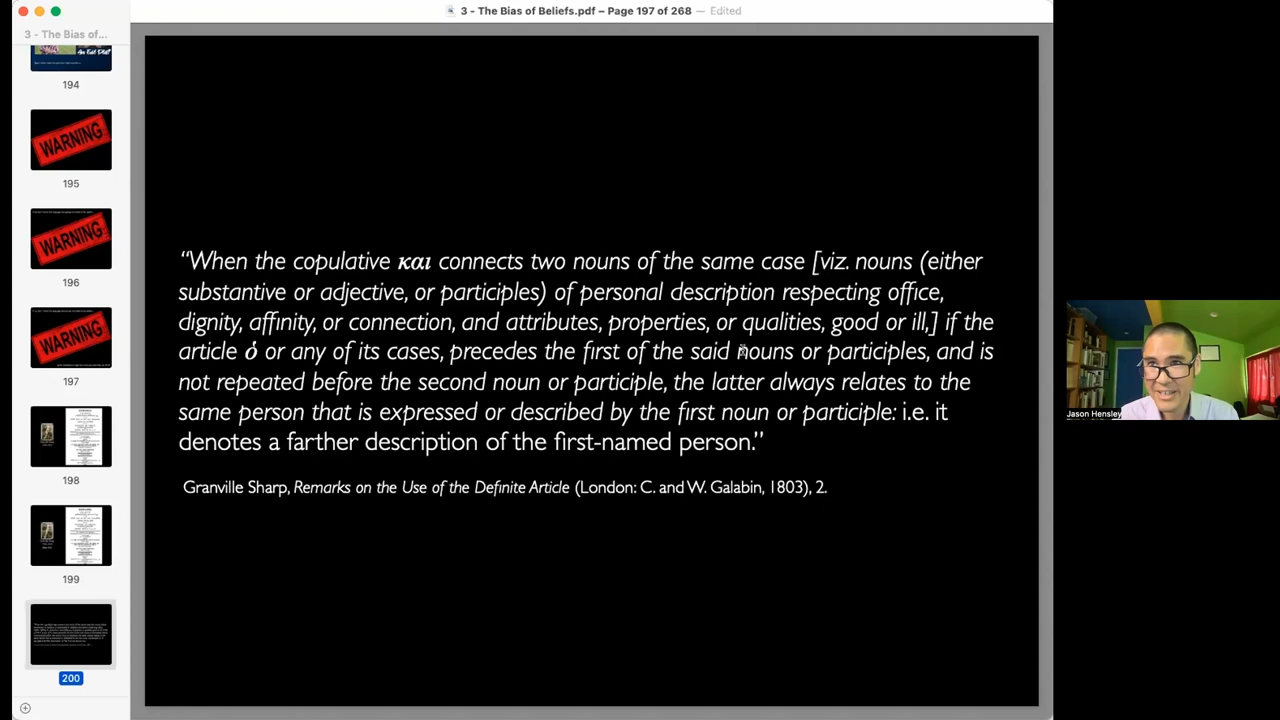 3 - The Bias of Beliefs.pdf – Page 197 of 268 — Edited
3 - The Bias of...
194
WARNING
195
WARNING
196
WARNING
197
198
199
200
“When the copulative και connects two nouns of the same case [viz. nouns (either
substantive or adjective, or participles) of personal description respecting office,
dignity, affinity, or connection, and attributes, properties, or qualities, good or ill,] if the
article ὁ or any of its cases, precedes the first of the said nouns or participles, and is
not repeated before the second noun or participle, the latter always relates to the
same person that is expressed or described by the first noun or participle: i.e. it
denotes a farther description of the first-named person.”
Granville Sharp, Remarks on the Use of the Definite Article (London: C. and W. Galabin, 1803), 2.
Jason Hensley